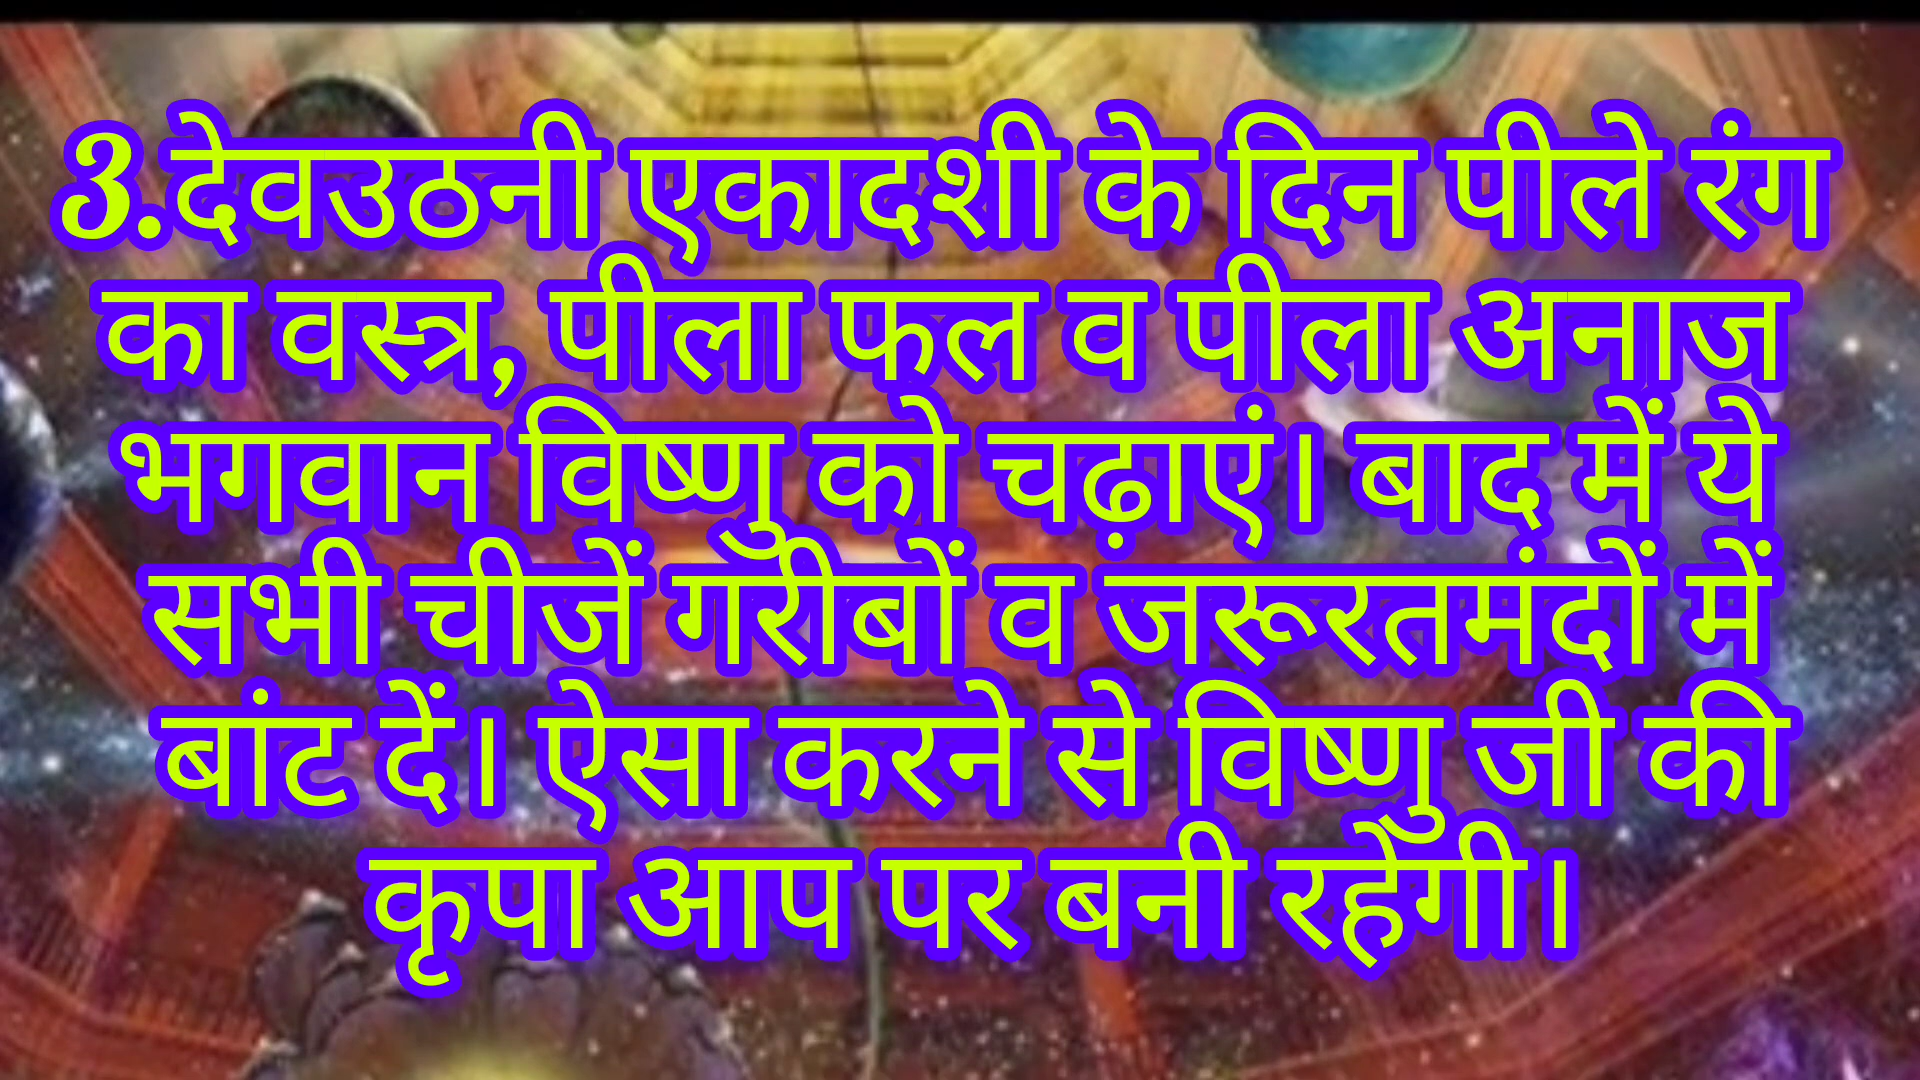 3.देवउठनी एकादशी के दिन पीले रंग
का वस्त्र, पीला फल व पीला अनाज
भगवान विष्णु को चढ़ाएं। बाद में ये
सभी चीजें गरीबों व जरूरतमंदों में
बांट दें। ऐसा करने से विष्णु जी की
कृपा आप पर बनी रहेगी।